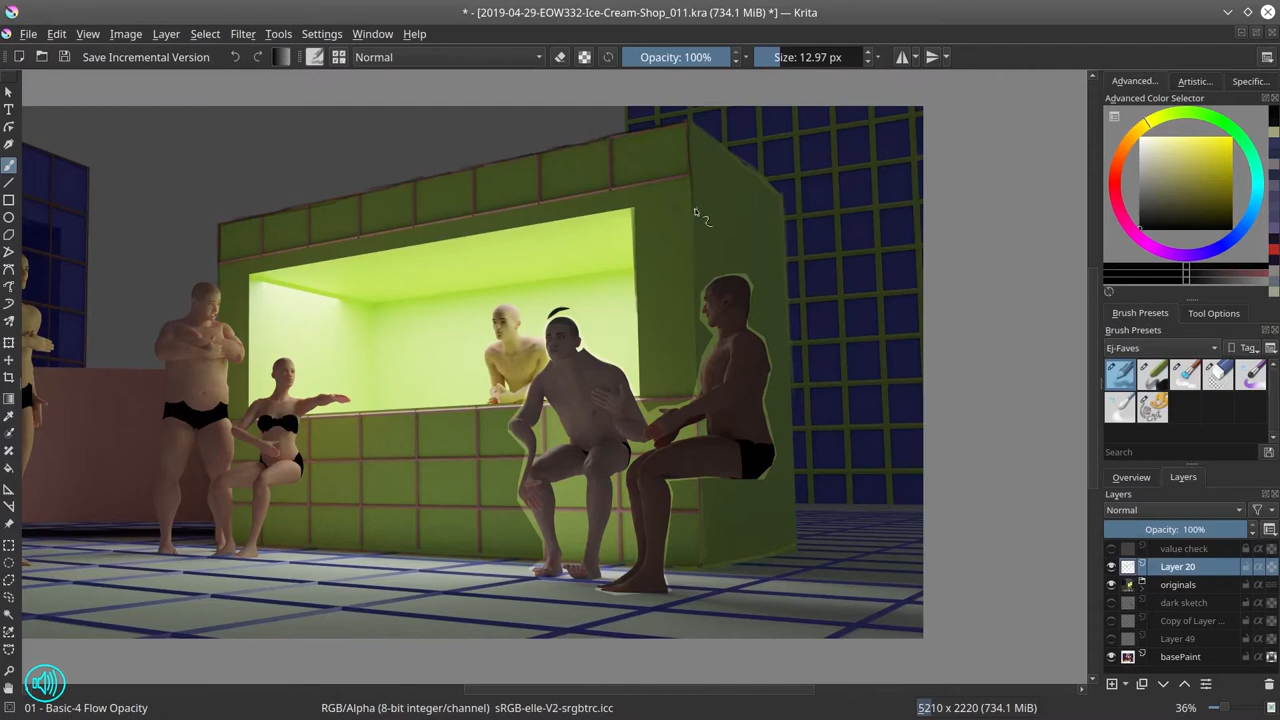 * - [2019-04-29-EOW332-Ice-Cream-Shop_011.kra (734.1 MiB) *] — Krita
File Edit View Image Layer Select Filter Tools Settings Window Help
Save Incremental Version Normal Opacity: 100% Size: 12.97 px
Advanced... Artistic... Specific...
Advanced Color Selector
Brush Presets Tool Options
Brush Presets
Ej-Faves Tag
Search
Overview Layers
Layers
Normal
Opacity: 100%
value check
Layer 20
originals
dark sketch
Copy of Layer ...
Layer 49
basePaint
01 - Basic-4 Flow Opacity RGB/Alpha (8-bit integer/channel) sRGB-elle-V2-srgbtrc.icc 5210 x 2220 (734.1 MiB) 36%